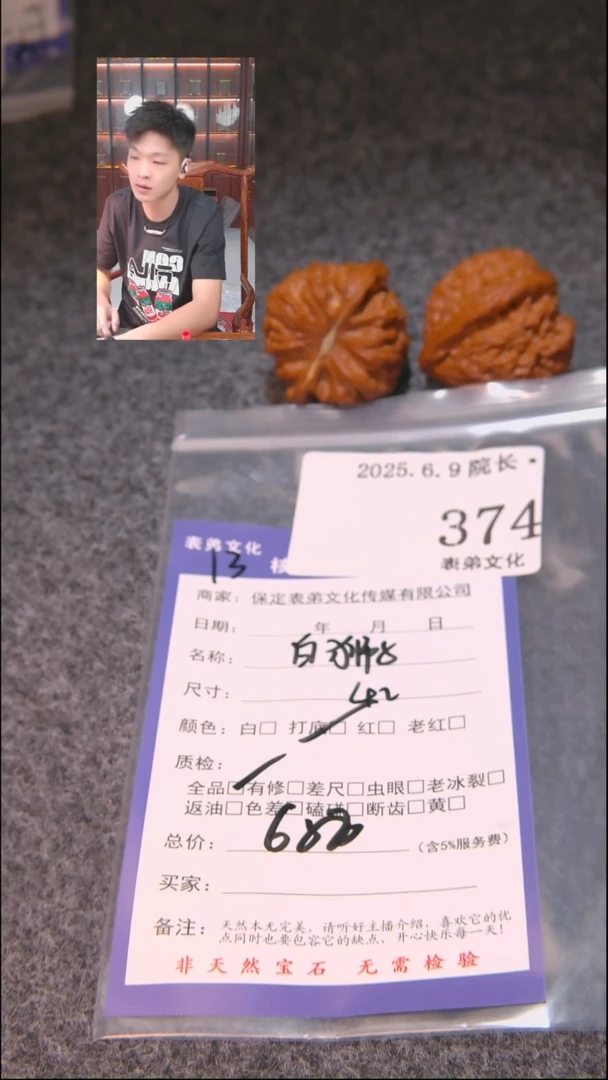 2025.6.9 院长·
374
表弟文化
表弟文化
13 核
商家：保定表弟文化传媒有限公司
日期： 年 月 日
名称： 白狮
尺寸： 42
颜色：白□ 打底□ 红□ 老红□
质检：
全品□有修□差尺□虫眼□老冰裂□
返油□色差□磕碰□断齿□黄□
总价： （含5%服务费）
买家：
备注：天然本无完美，请听好主播介绍，喜欢它的优
点同时也要包容它的缺点，开心快乐每一天！
非天然宝石 无需检验